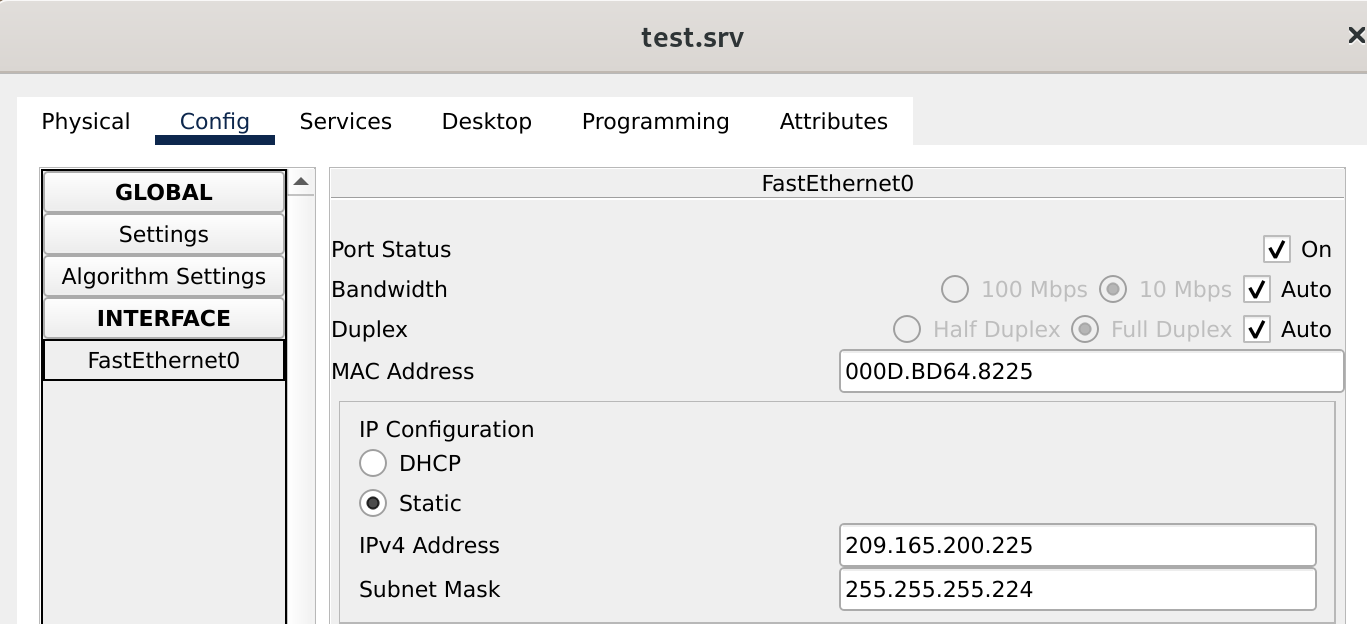 test.srv
Physical Config Services Desktop Programming Attributes
GLOBAL
Settings
Algorithm Settings
INTERFACE
FastEthernet0
FastEthernet0
Port Status On
Bandwidth 100 Mbps 10 Mbps Auto
Duplex Half Duplex Full Duplex Auto
MAC Address 000D.BD64.8225
IP Configuration
DHCP
Static
IPv4 Address 209.165.200.225
Subnet Mask 255.255.255.224